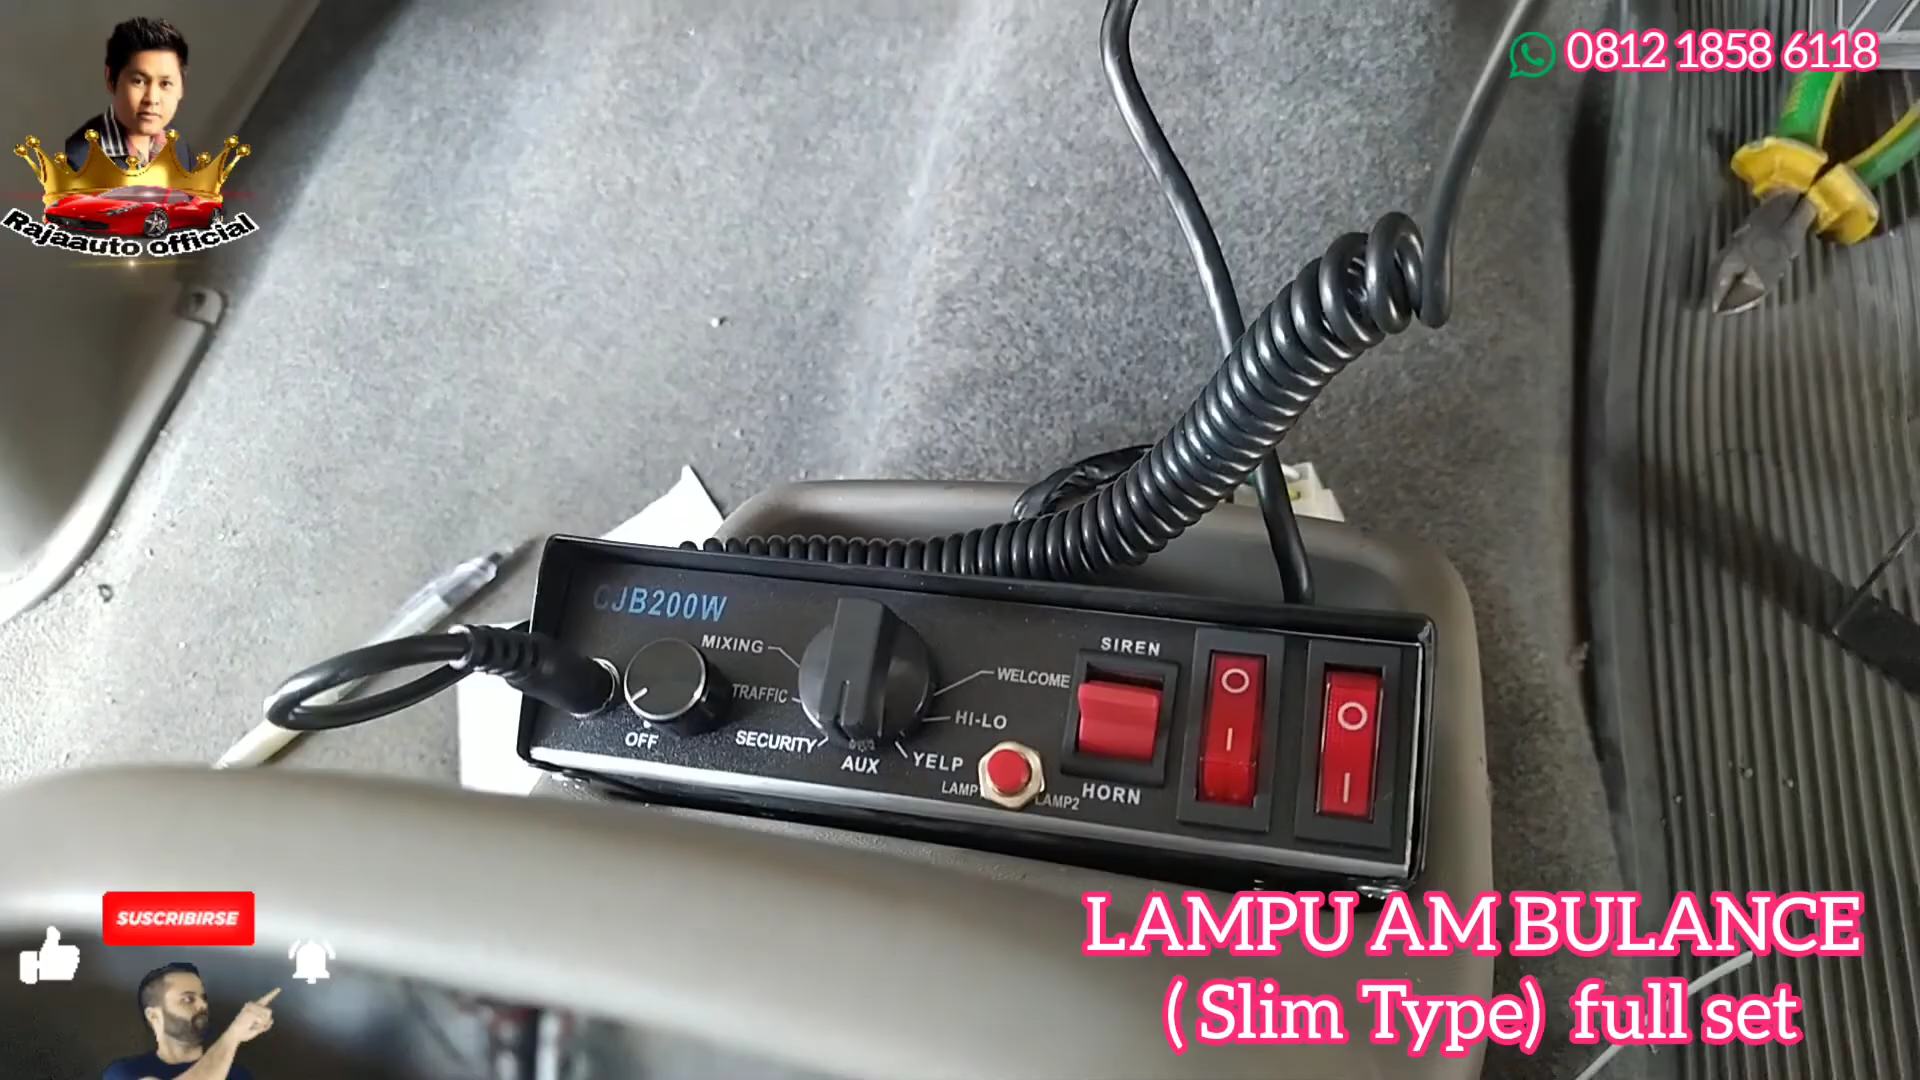 0812 1858 6118
Rajaauto official
CJB200W
MIXING
TRAFFIC
SECURITY
OFF
AUX
YELP
HI-LO
WELCOME
LAMP
LAMP2
SIREN
HORN
SUSCRIBIRSE
LAMPU AM BULANCE
( Slim Type) full set